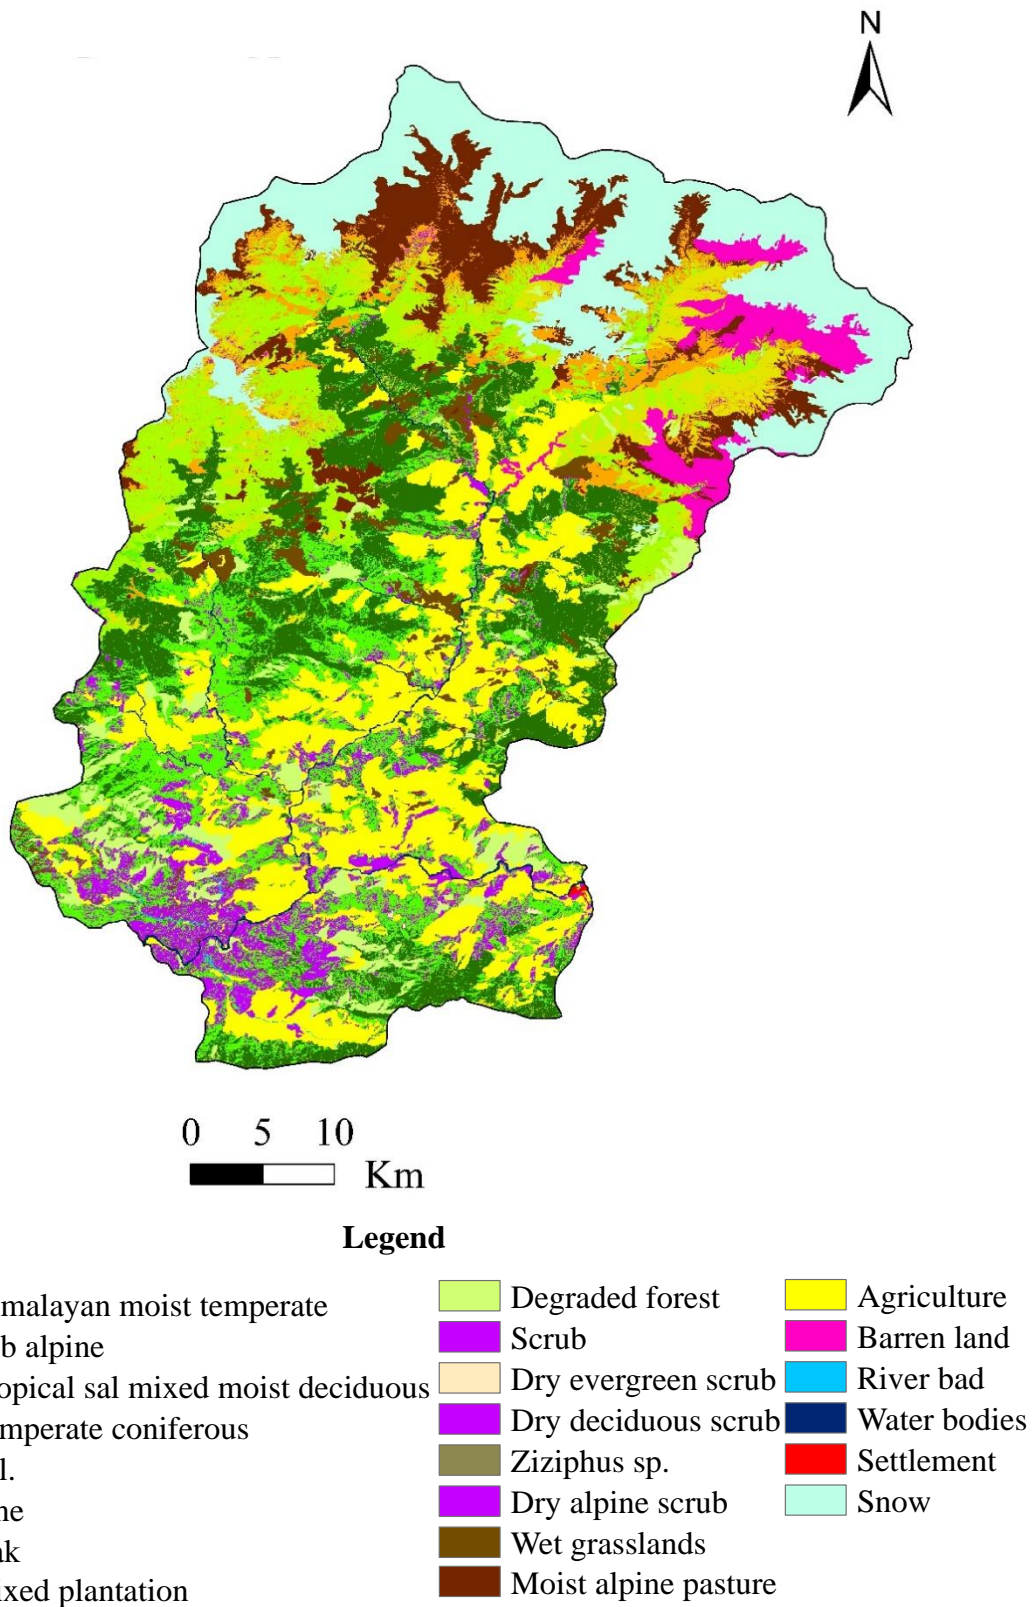 N
0 5 10
Km
Legend
malayan moist temperate
b alpine
opical sal mixed moist deciduous
mperate coniferous
l.
ne
ak
ixed plantation
Degraded forest
Scrub
Dry evergreen scrub
Dry deciduous scrub
Ziziphus sp.
Dry alpine scrub
Wet grasslands
Moist alpine pasture
Agriculture
Barren land
River bad
Water bodies
Settlement
Snow